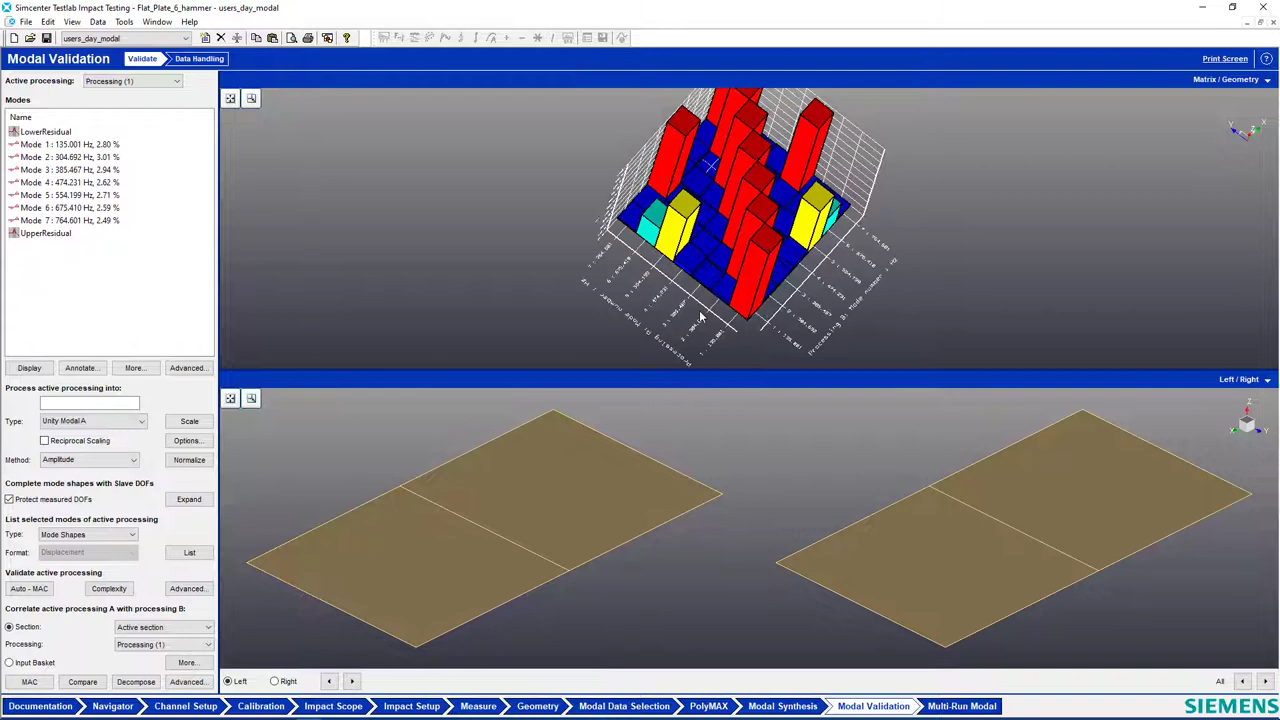 Simcenter Testlab Impact Testing - Flat_Plate_6_hammer - users_day_modal
File Edit View Data Tools Window Help
users_day_modal
Modal Validation Validate Data Handling Print Screen
Active processing: Processing (1) Matrix / Geometry
Modes
Name
LowerResidual
Mode 1 : 135.001 Hz, 2.80 %
Mode 2 : 304.692 Hz, 3.01 %
Mode 3 : 385.467 Hz, 2.94 %
Mode 4 : 474.231 Hz, 2.62 %
Mode 5 : 554.199 Hz, 2.71 %
Mode 6 : 675.410 Hz, 2.59 %
Mode 7 : 764.601 Hz, 2.49 %
UpperResidual
Display Annotate... More... Advanced...
Left / Right
Process active processing into:
Type: Unity Modal A Scale
Reciprocal Scaling Options...
Method: Amplitude Normalize
Complete mode shapes with Slave DOFs
Protect measured DOFs Expand
List selected modes of active processing
Type: Mode Shapes
Format: Displacement List
Validate active processing
Auto - MAC Complexity Advanced...
Correlate active processing A with processing B:
Section: Active section
Processing: Processing (1)
Input Basket More...
MAC Compare Decompose Advanced...
Left Right All
Documentation Navigator Channel Setup Calibration Impact Scope Impact Setup Measure Geometry Modal Data Selection PolyMAX Modal Synthesis Modal Validation Multi-Run Modal SIEMENS